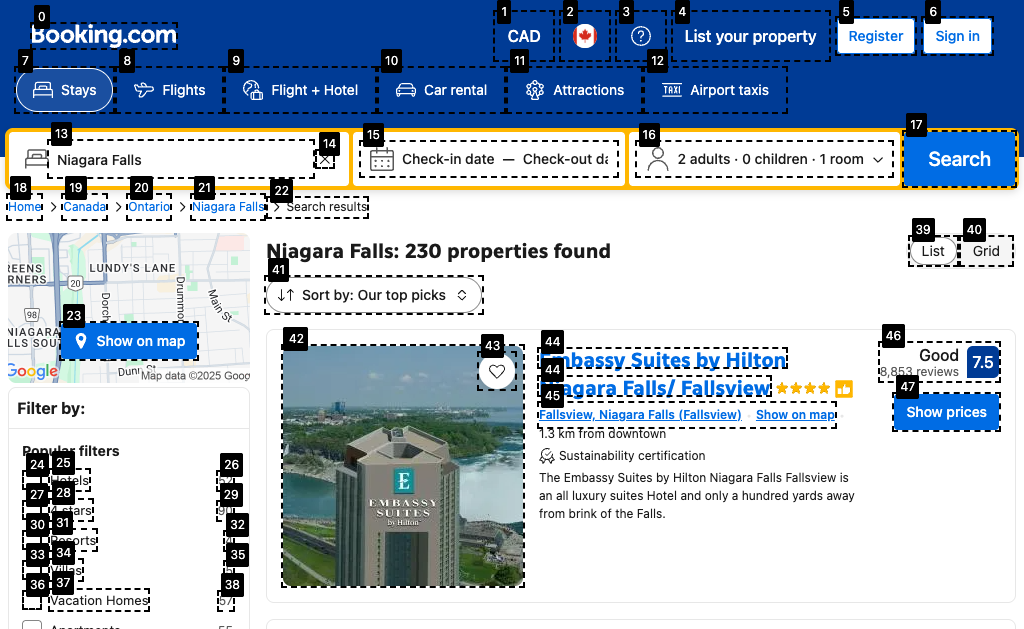 0 1 2 3 4 5 6
Booking.com CAD List your property Register Sign in
7 8 9 10 11 12
Stays Flights Flight + Hotel Car rental Attractions Airport taxis
13 14 15 16 17
Niagara Falls Check-in date — Check-out da 2 adults · 0 children · 1 room Search
18 19 20 21 22
Home Canada Ontario Niagara Falls Search results
39 40
Niagara Falls: 230 properties found List Grid
41
Sort by: Our top picks
REENS
RNERS
LUNDY'S LANE
20
98
Dorch
Drummo
Main St
NIAGARA
LLS SOU
23
Show on map
Google
Dunn St
Map data ©2025 Goog
Filter by:
Popular filters
24 25 26
Hotels
27 28 29
4 stars 90
30 31 32
Resorts
33 34 35
Villas
36 37 38
Vacation Homes 57
Apartments 55
42 43
EMBASSY
SUITES
by Hilton
44
Embassy Suites by Hilton
44
Niagara Falls/ Fallsview
45
Fallsview, Niagara Falls (Fallsview) · Show on map ·
1.3 km from downtown
Sustainability certification
The Embassy Suites by Hilton Niagara Falls Fallsview is
an all luxury suites Hotel and only a hundred yards away
from brink of the Falls.
46
Good 7.5
8,853 reviews
47
Show prices